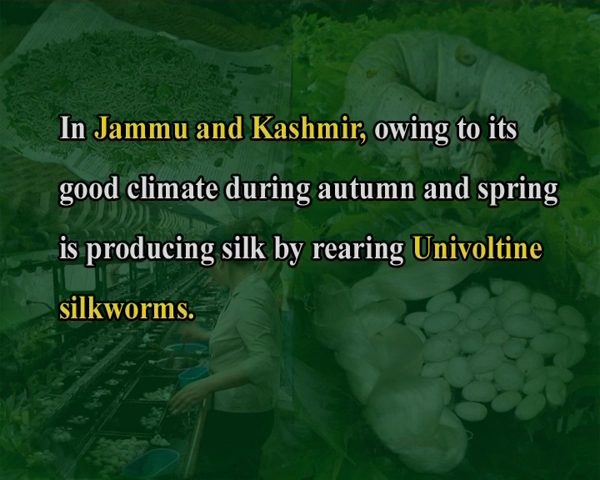 In Jammu and Kashmir, owing to its
good climate during autumn and spring
is producing silk by rearing Univoltine
silkworms.